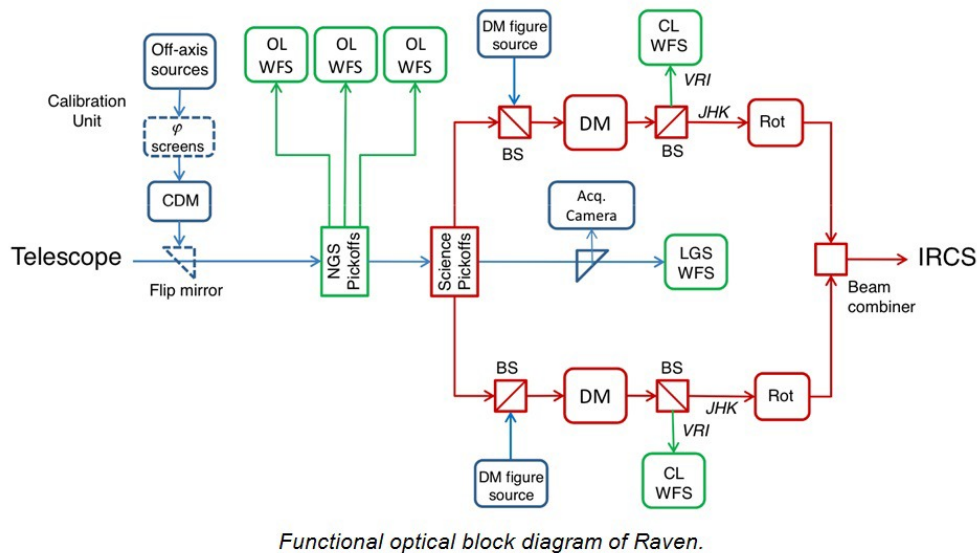 Off-axis
sources
Calibration
Unit
φ
screens
CDM
Telescope
Flip mirror
OL
WFS
OL
WFS
OL
WFS
NGS
Pickoffs
Science
Pickoffs
DM figure
source
BS
DM
CL
WFS
VRI
BS
JHK
Rot
Acq.
Camera
LGS
WFS
Beam
combiner
IRCS
BS
DM figure
source
DM
BS
VRI
JHK
CL
WFS
Rot
Functional optical block diagram of Raven.